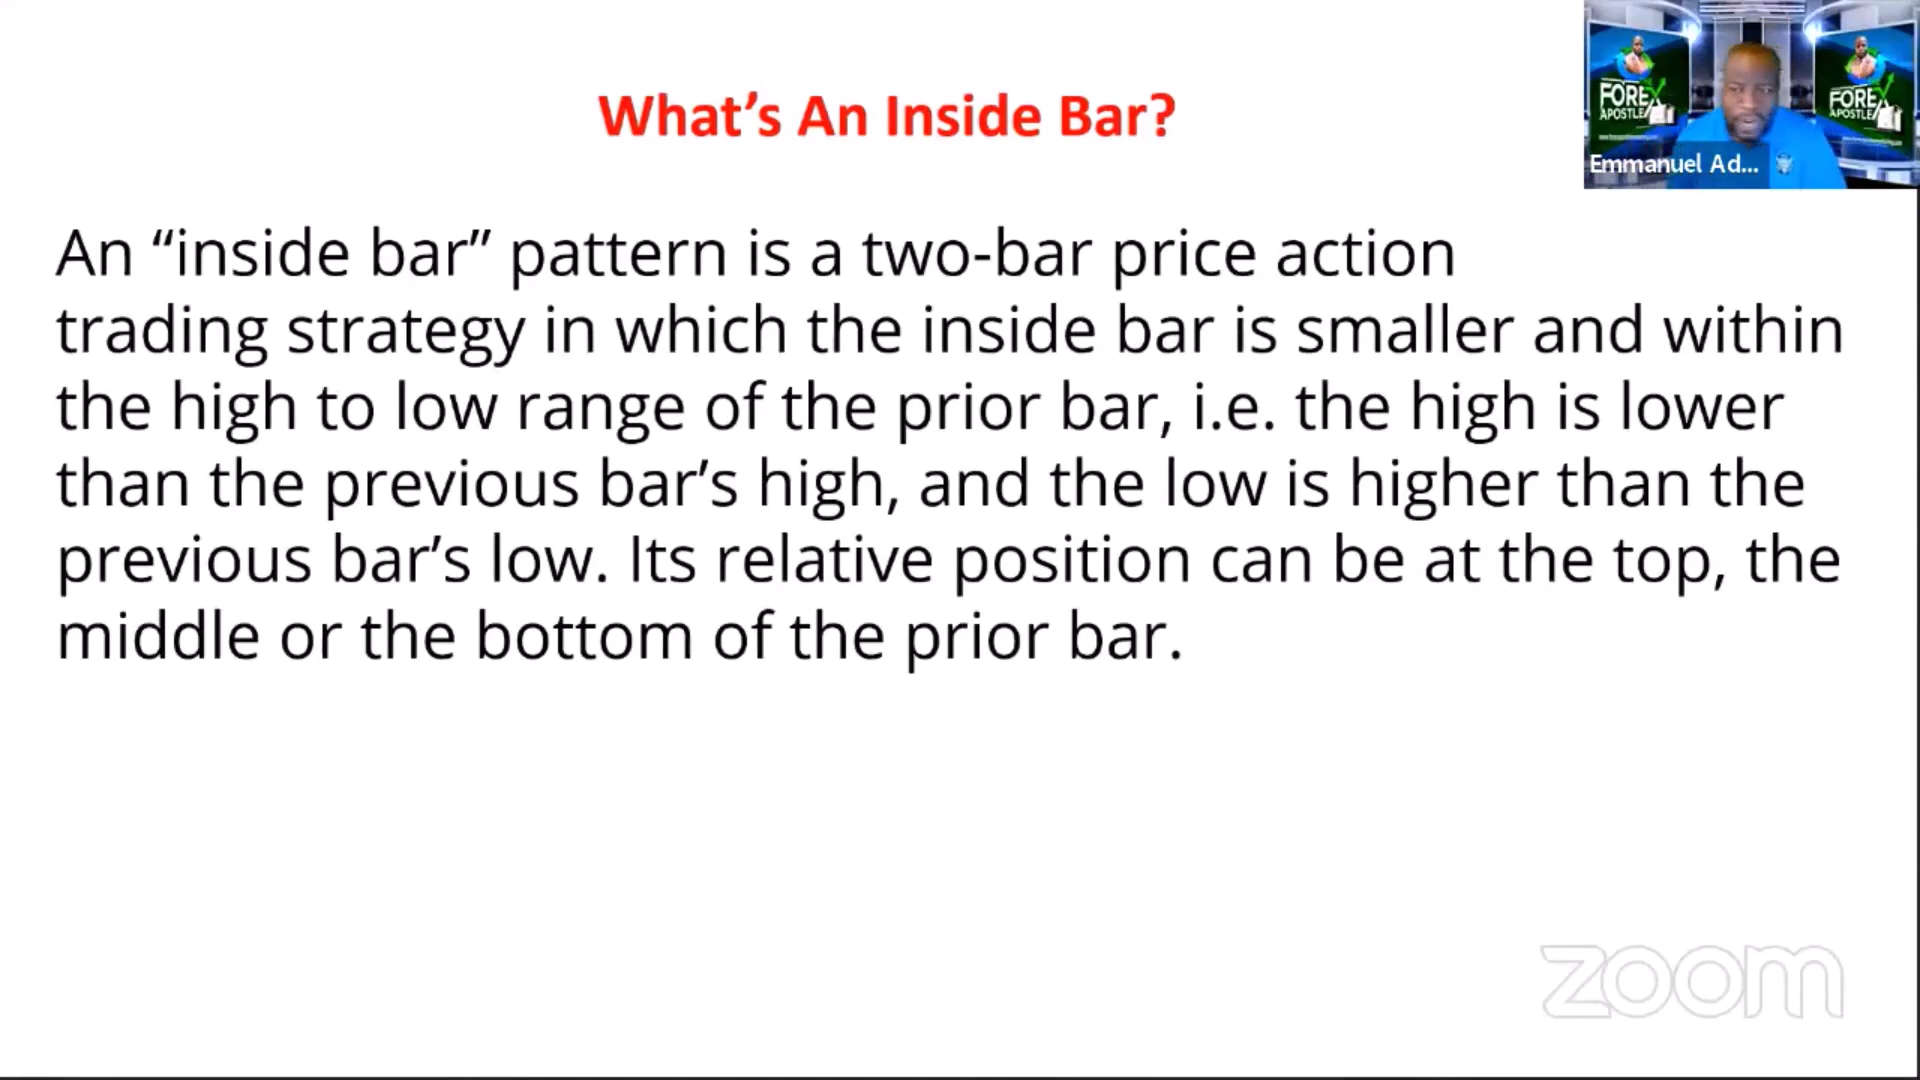 What’s An Inside Bar?
FOREX
APOSTLE
FOREX
APOSTLE
Emmanuel Ad...
An “inside bar” pattern is a two-bar price action
trading strategy in which the inside bar is smaller and within
the high to low range of the prior bar, i.e. the high is lower
than the previous bar’s high, and the low is higher than the
previous bar’s low. Its relative position can be at the top, the
middle or the bottom of the prior bar.
zoom